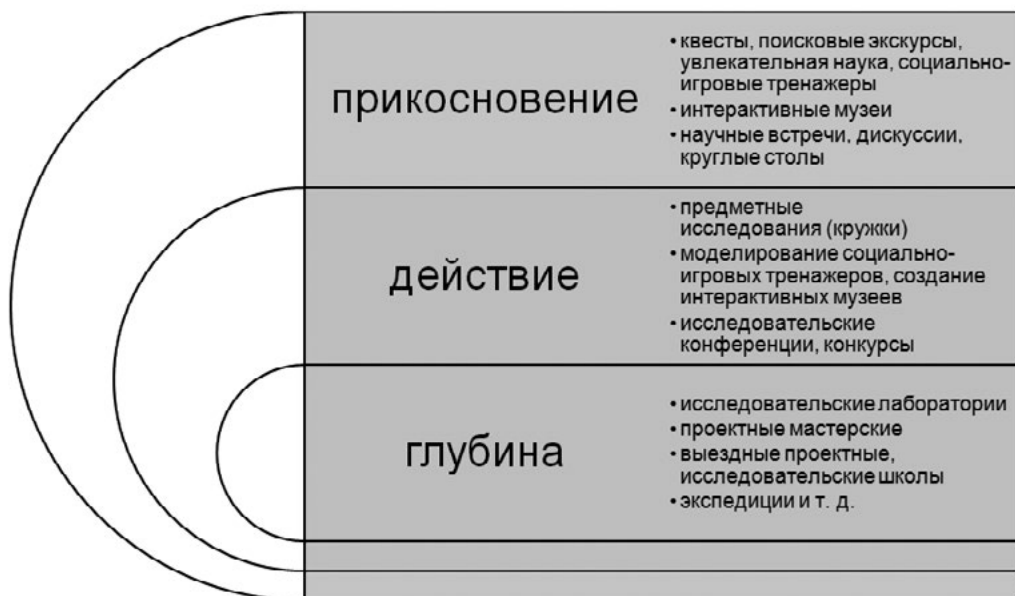 прикосновение
• квесты, поисковые экскурсы,
увлекательная наука, социально-
игровые тренажеры
• интерактивные музеи
• научные встречи, дискуссии,
круглые столы
действие
• предметные
исследования (кружки)
• моделирование социально-
игровых тренажеров, создание
интерактивных музеев
• исследовательские
конференции, конкурсы
глубина
• исследовательские лаборатории
• проектные мастерские
• выездные проектные,
исследовательские школы
• экспедиции и т. д.